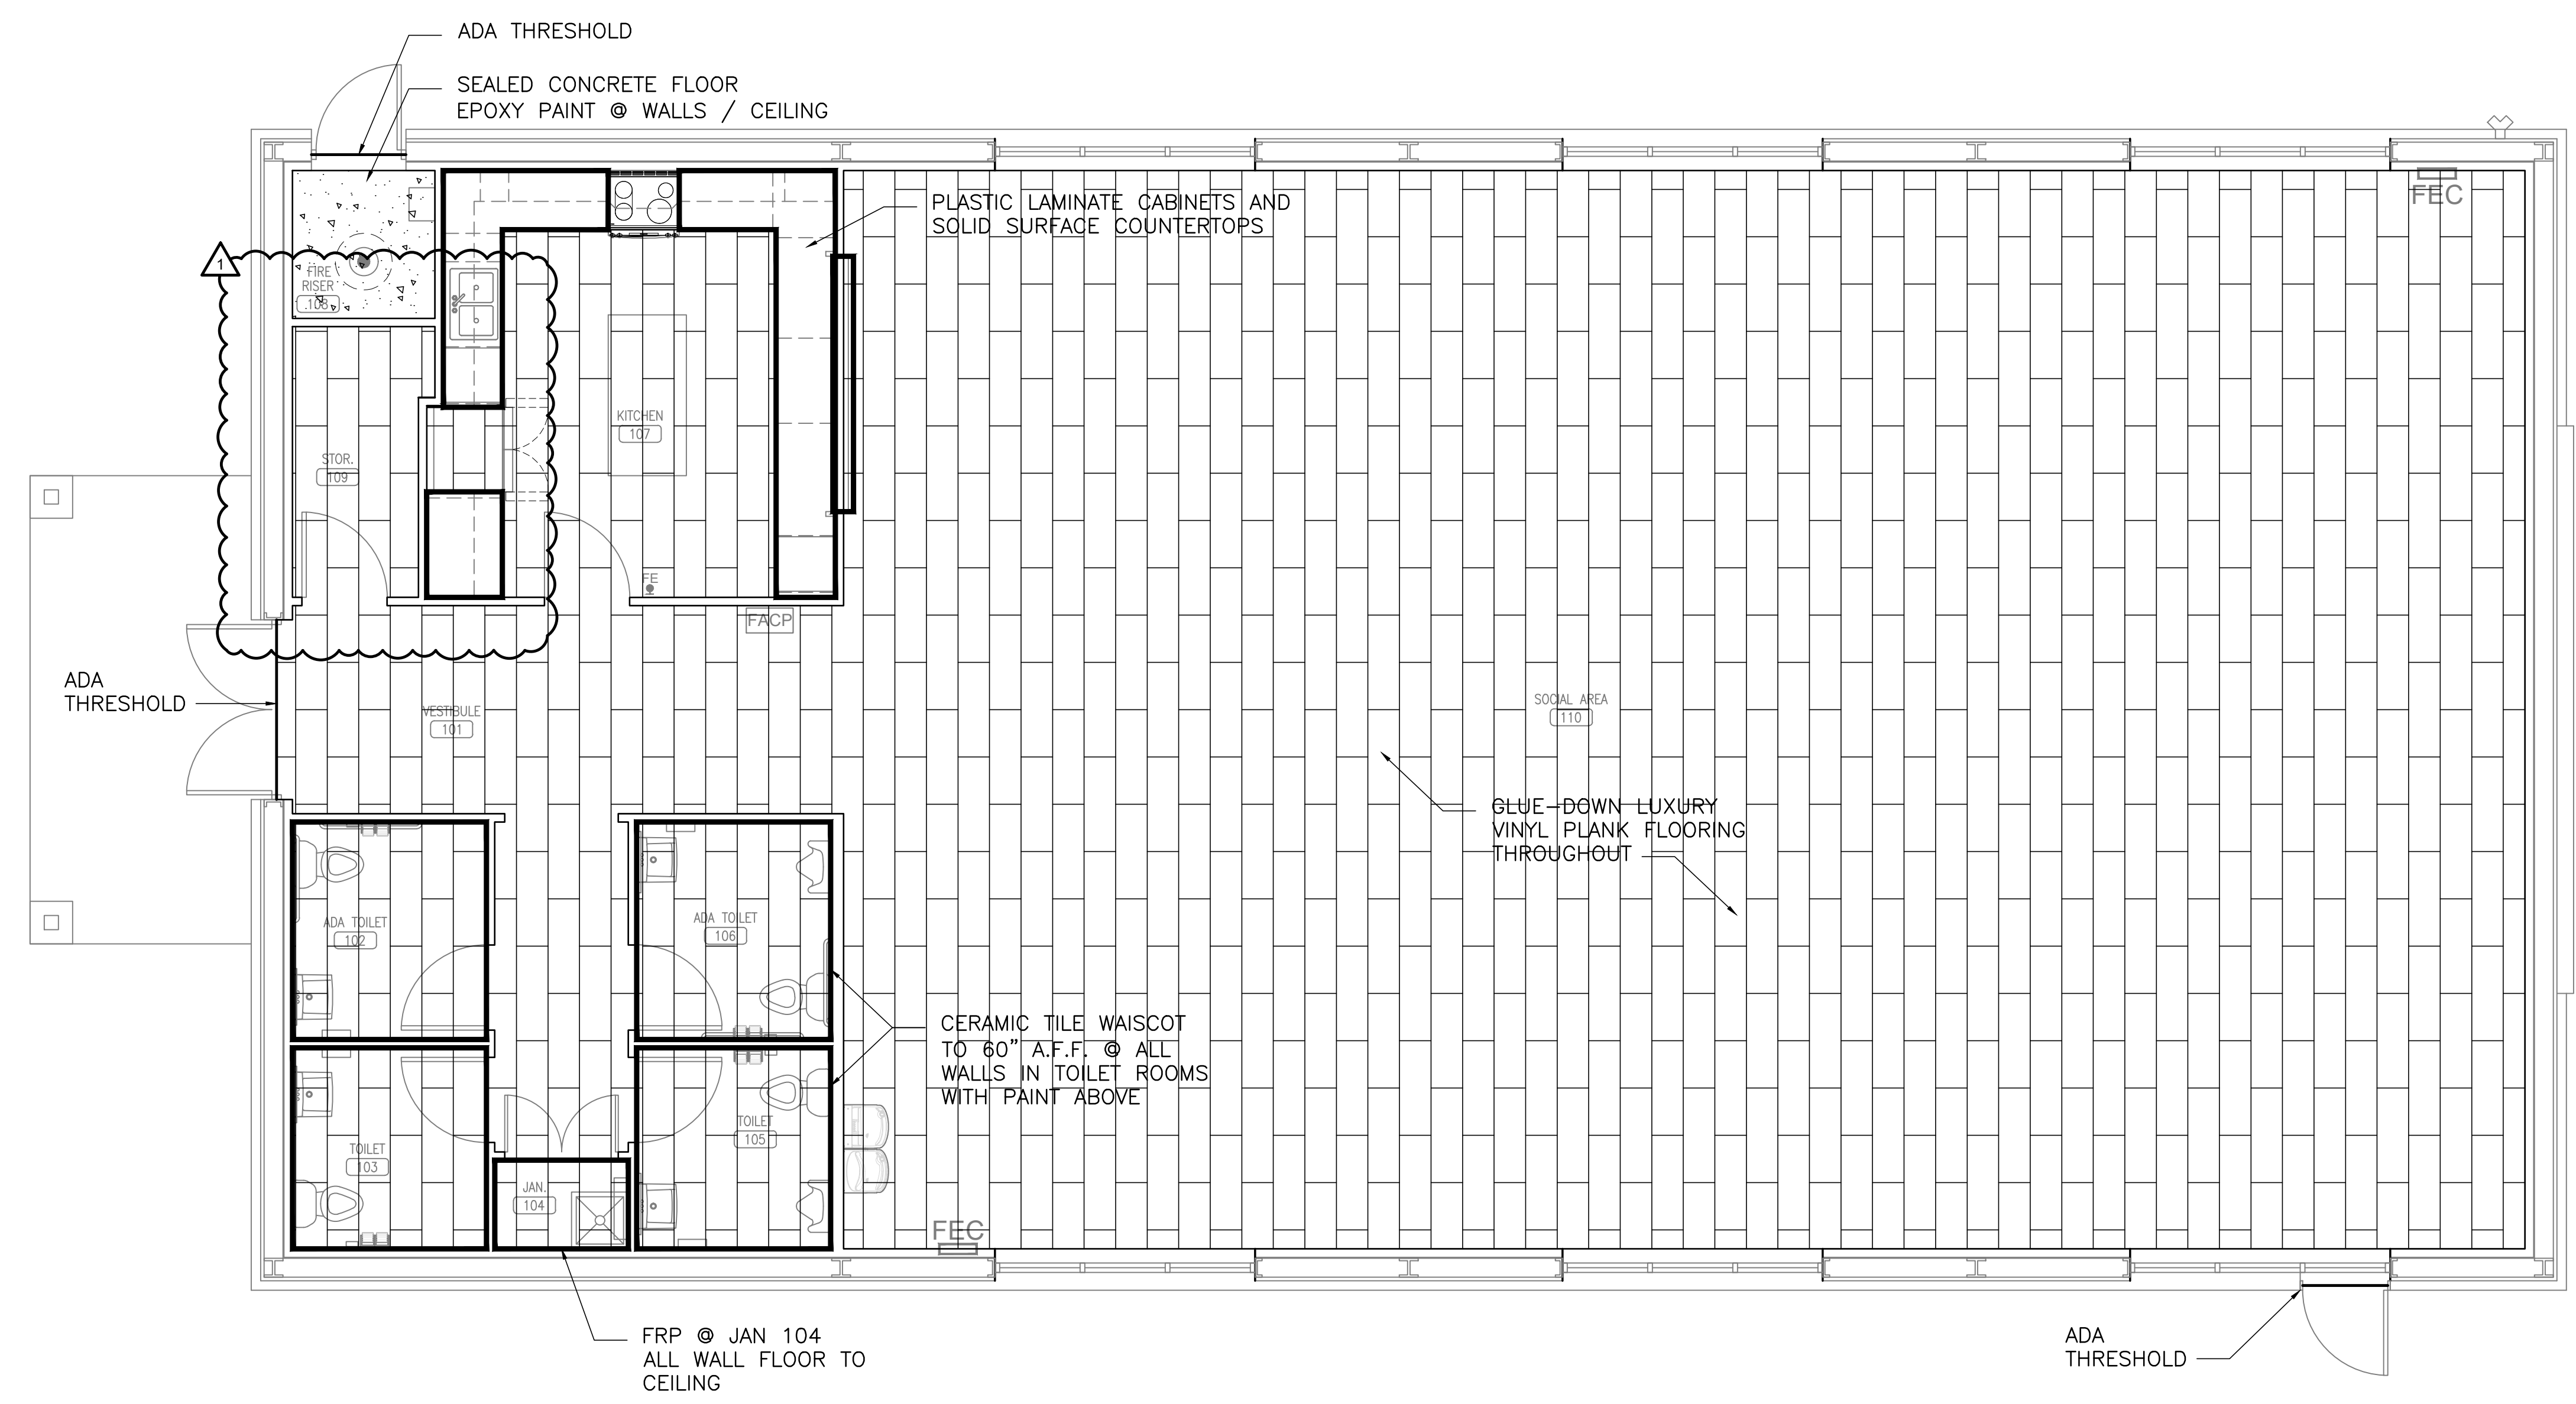 ADA THRESHOLD
SEALED CONCRETE FLOOR
EPOXY PAINT @ WALLS / CEILING
PLASTIC LAMINATE CABINETS AND
SOLID SURFACE COUNTERTOPS
FEC
1
FIRE
RISER
108
KITCHEN
107
STOR.
109
FE
FACP
ADA
THRESHOLD
VESTIBULE
101
SOCIAL AREA
110
GLUE-DOWN LUXURY
VINYL PLANK FLOORING
THROUGHOUT
ADA TOILET
102
ADA TOILET
106
CERAMIC TILE WAISCOT
TO 60" A.F.F. @ ALL
WALLS IN TOILET ROOMS
WITH PAINT ABOVE
TOILET
103
JAN.
104
TOILET
105
FEC
FRP @ JAN 104
ALL WALL FLOOR TO
CEILING
ADA
THRESHOLD